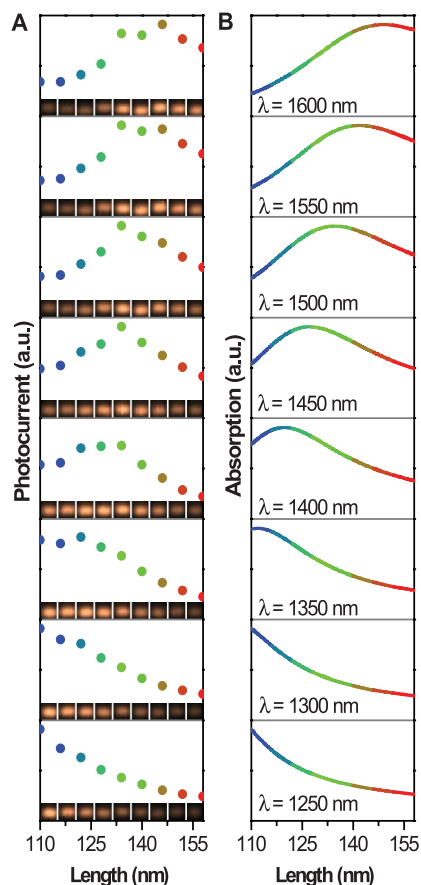 A
B
Photocurrent (a.u.)
Absorption (a.u.)
λ = 1600 nm
λ = 1550 nm
λ = 1500 nm
λ = 1450 nm
λ = 1400 nm
λ = 1350 nm
λ = 1300 nm
λ = 1250 nm
110 125 140 155
110 125 140 155
Length (nm)
Length (nm)